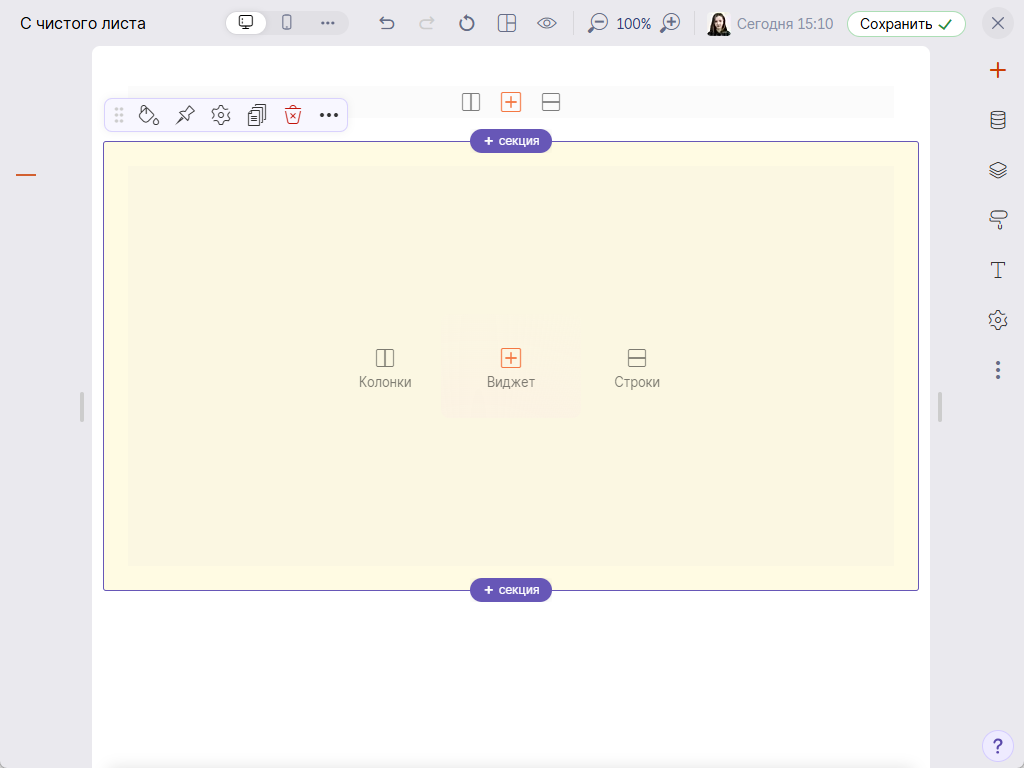 С чистого листа
100%
Сегодня 15:10
Сохранить
+ секция
Колонки
Виджет
Строки
+ секция
?